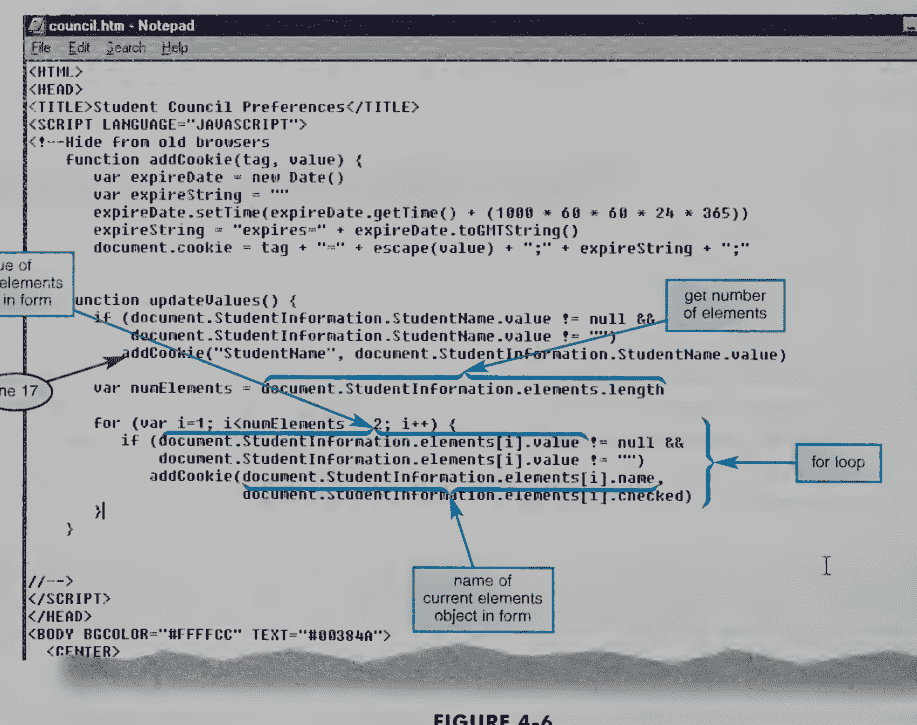 council.htm - Notepad
File Edit Search Help
<HTML>
<HEAD>
<TITLE>Student Council Preferences</TITLE>
<SCRIPT LANGUAGE="JAVASCRIPT">
<!--Hide from old browsers
function addCookie(tag, value) {
var expireDate = new Date()
var expireString = ""
expireDate.setTime(expireDate.getTime() + (1000 * 60 * 60 * 24 * 365))
expireString = "expires=" + expireDate.toGMTString()
document.cookie = tag + "=" + escape(value) + ";" + expireString + ";"
ue of
elements
in form
unction updateValues() {
get number
of elements
if (document.StudentInformation.StudentName.value != null &&
document.StudentInformation.StudentName.value != "")
addCookie("StudentName", document.StudentInformation.StudentName.value)
ne 17
var numElements = document.StudentInformation.elements.length
for (var i=1; i<numElements 2; i++) {
if (document.StudentInformation.elements[i].value != null &&
document.StudentInformation.elements[i].value != "")
addCookie(document.StudentInformation.elements[i].name,
document.StudentInformation.elements[i].checked)
for loop
}
}
name of
current elements
object in form
//-->
</SCRIPT>
</HEAD>
<BODY BGCOLOR="#FFFFCC" TEXT="#00384A">
<CENTER>
FIGURE 4-6